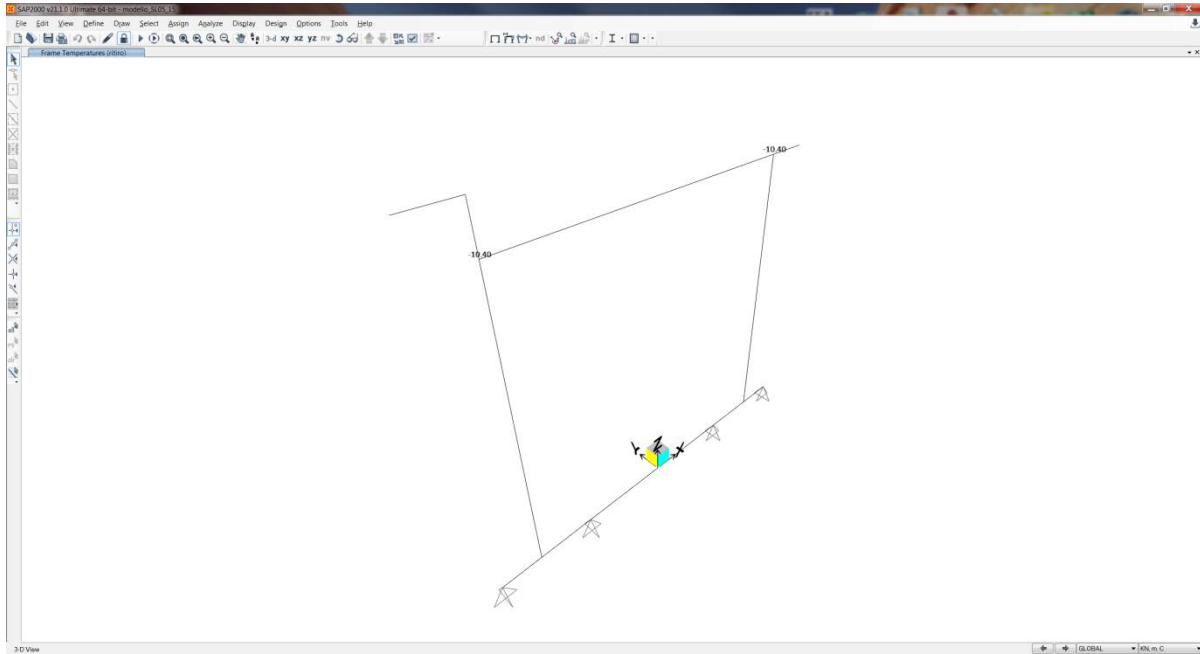 SAP2000 v21.1.0 Ultimate 64-bit - modello_SL05_15
File Edit View Define Draw Select Assign Analyze Display Design Options Tools Help
3-d xy xz yz nv nd
Frame Temperatures (ritiro)
-10,40
-10,40
Y Z X
3-D View GLOBAL KN, m, C